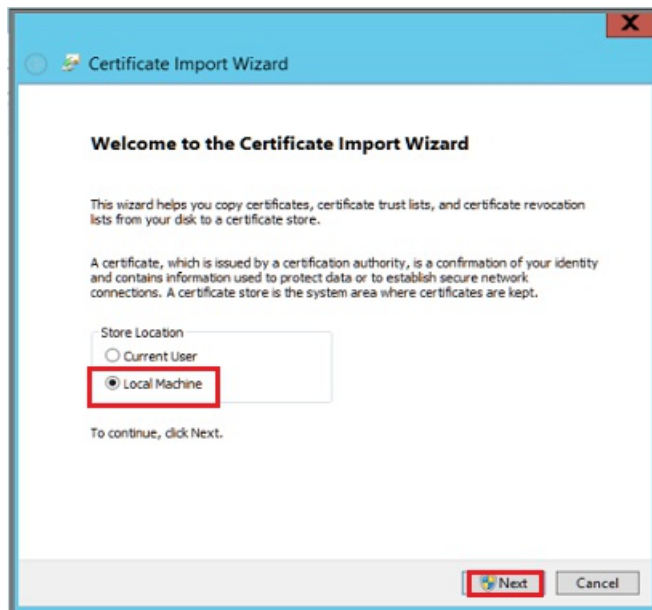 Certificate Import Wizard
Welcome to the Certificate Import Wizard
This wizard helps you copy certificates, certificate trust lists, and certificate revocation
lists from your disk to a certificate store.
A certificate, which is issued by a certification authority, is a confirmation of your identity
and contains information used to protect data or to establish secure network
connections. A certificate store is the system area where certificates are kept.
Store Location
Current User
Local Machine
To continue, click Next.
Next Cancel